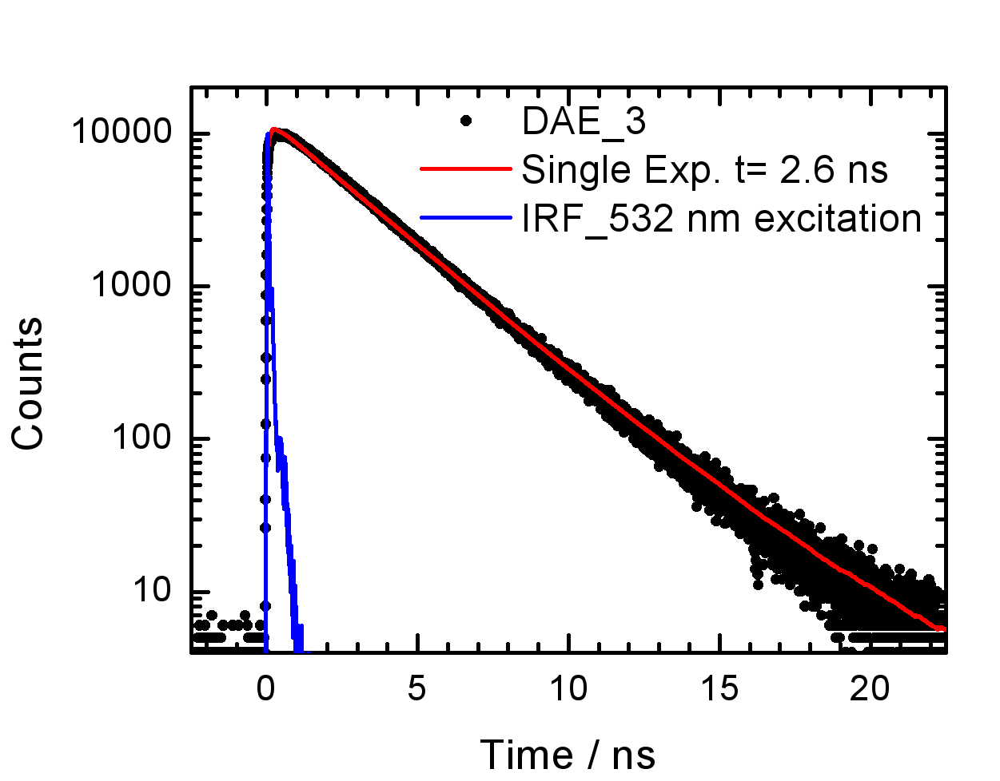 DAE_3
Single Exp. t= 2.6 ns
IRF_532 nm excitation
10000
1000
100
10
Counts
0 5 10 15 20
Time / ns